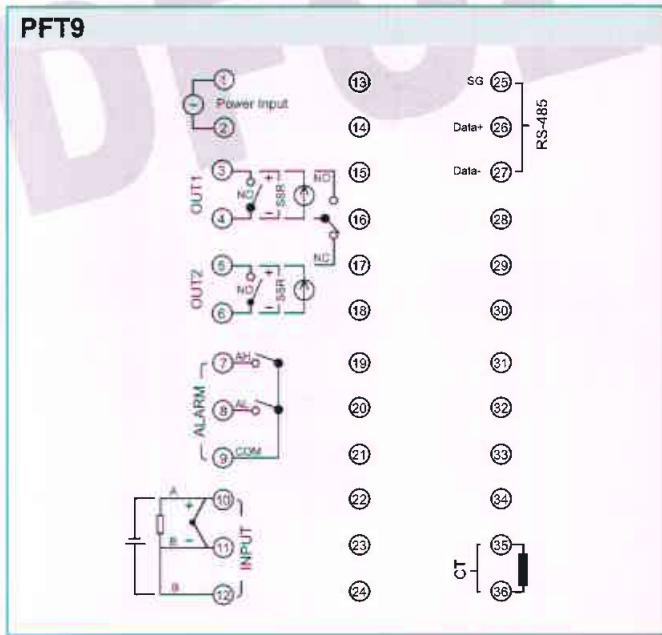 PFT9
1
Power Input
2
3
OUT1
NO
+
-
SSR
4
5
OUT2
NO
+
-
SSR
6
7 AH
ALARM
8 AL
9 COM
A
10
+
-
B
11
INPUT
B
12
13
14
15
NO
16
17
NC
18
19
20
21
22
23
24
SG 25
Data+ 26
RS-485
Data- 27
28
29
30
31
32
33
34
35
CT
36